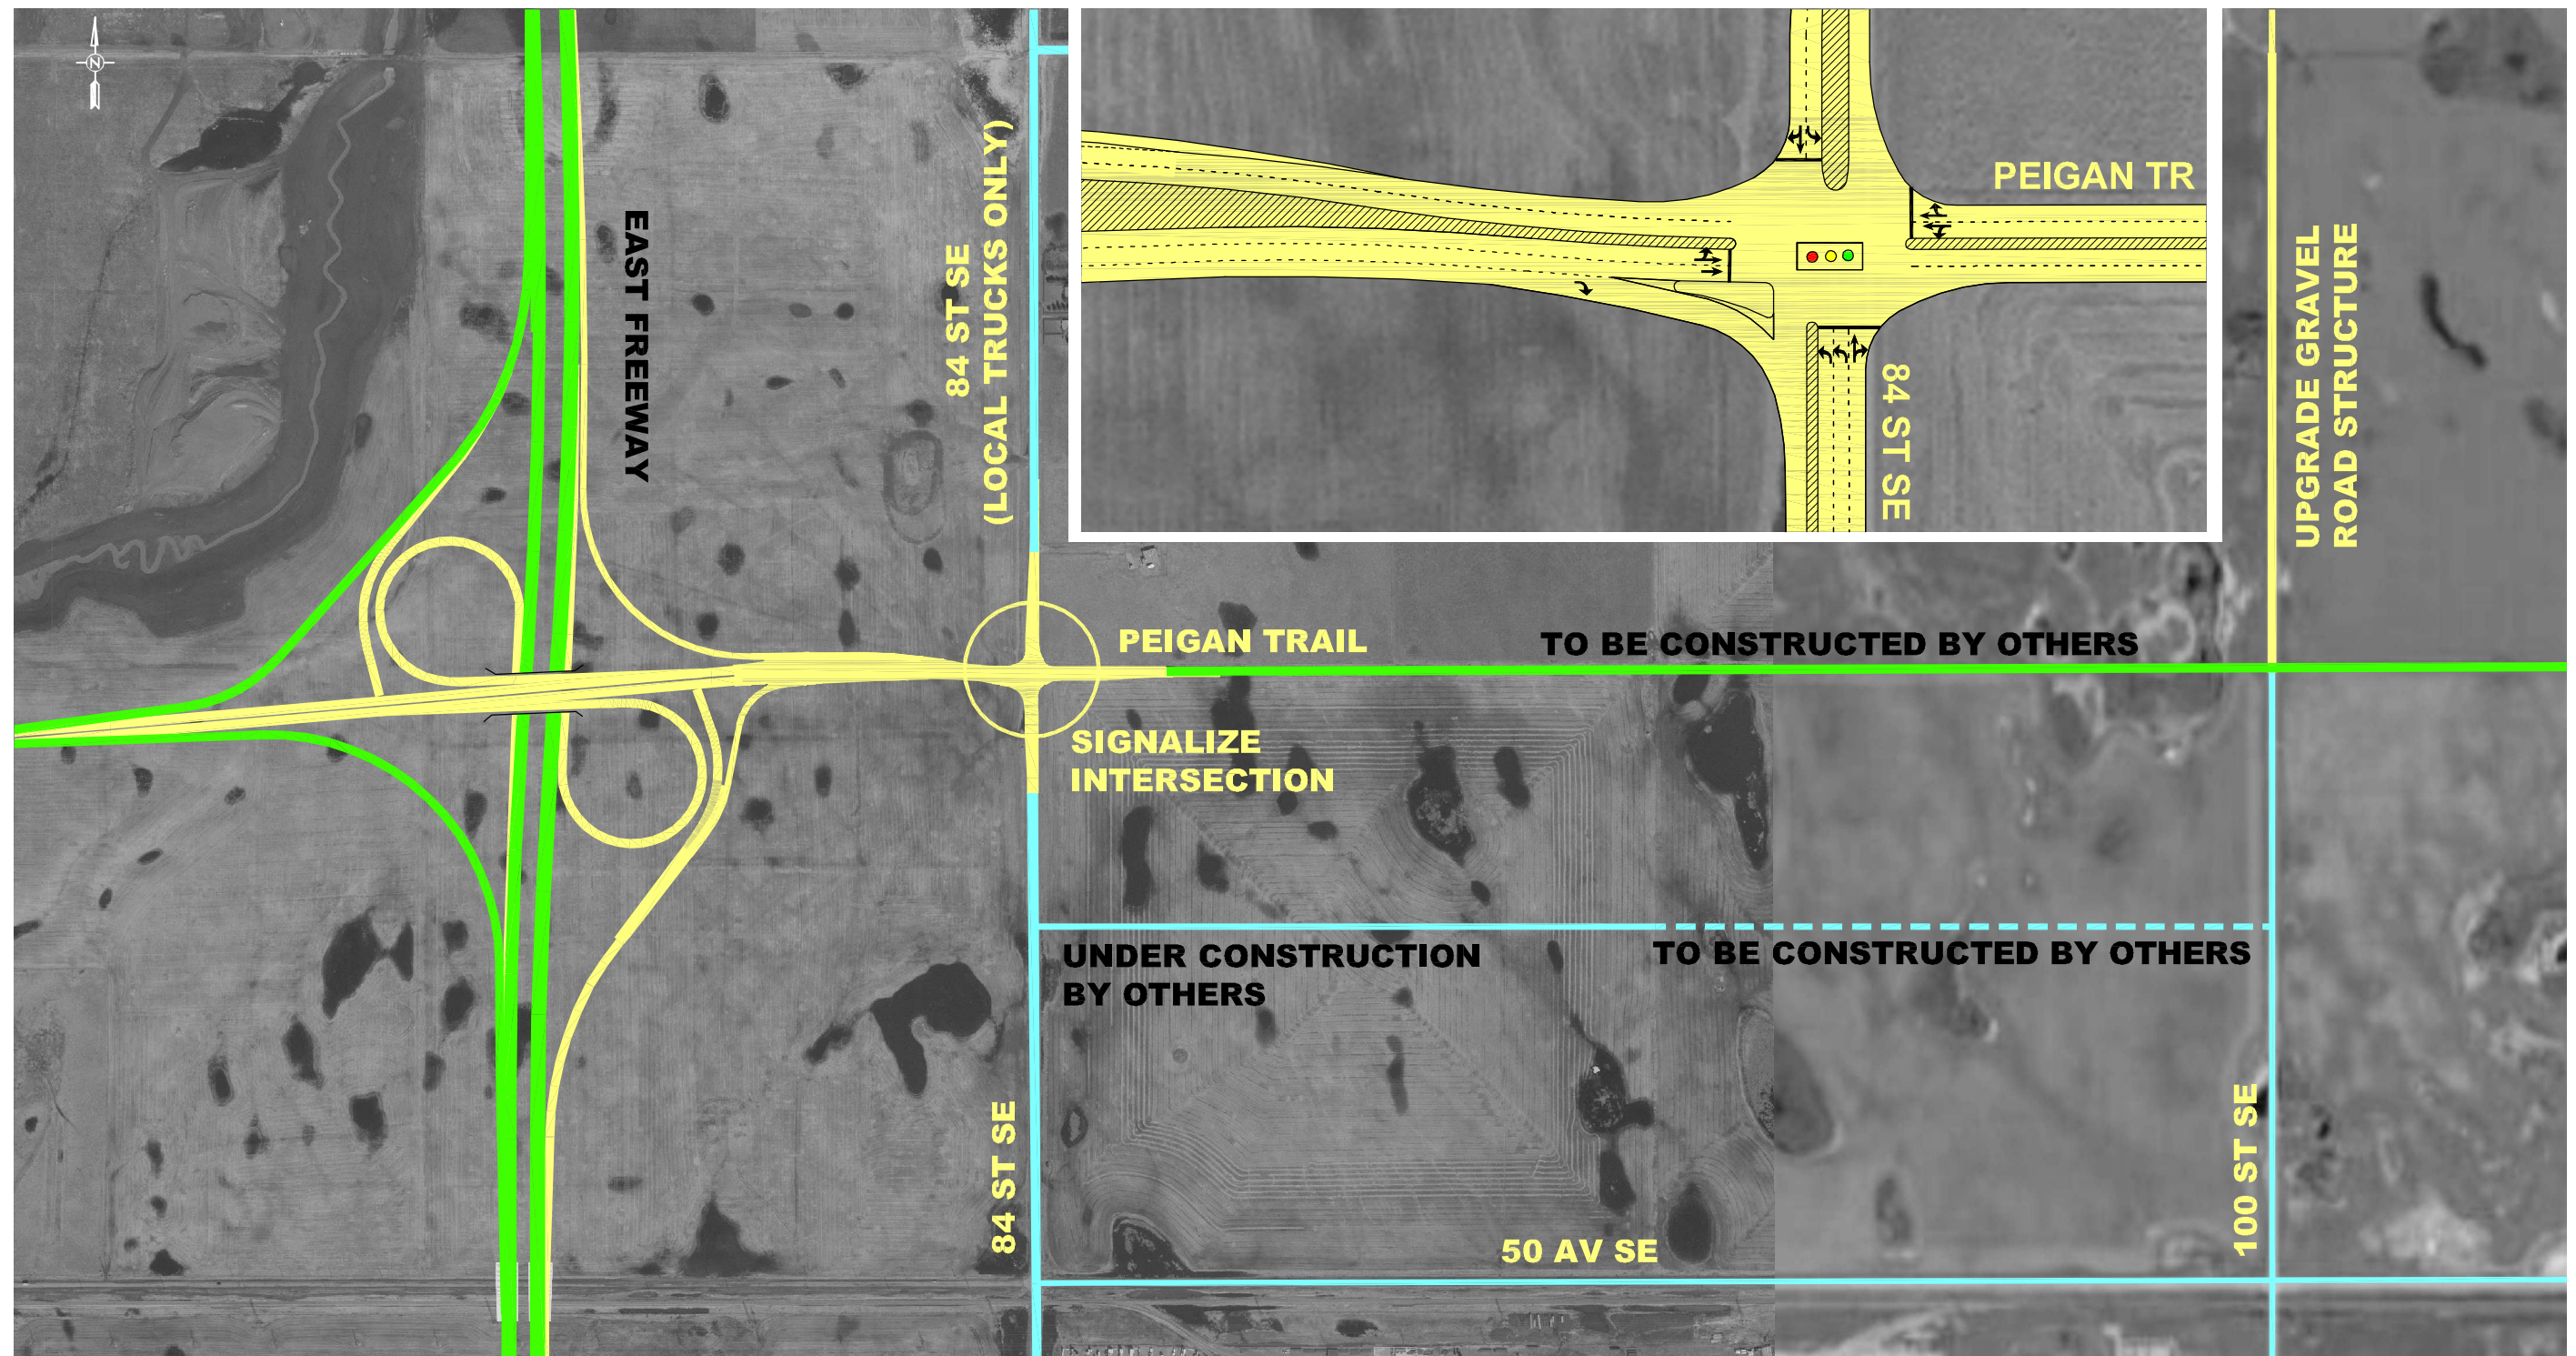 N
EAST FREEWAY
84 ST SE
(LOCAL TRUCKS ONLY)
PEIGAN TR
84 ST SE
UPGRADE GRAVEL
ROAD STRUCTURE
PEIGAN TRAIL
TO BE CONSTRUCTED BY OTHERS
SIGNALIZE
INTERSECTION
UNDER CONSTRUCTION
BY OTHERS
TO BE CONSTRUCTED BY OTHERS
84 ST SE
50 AV SE
100 ST SE